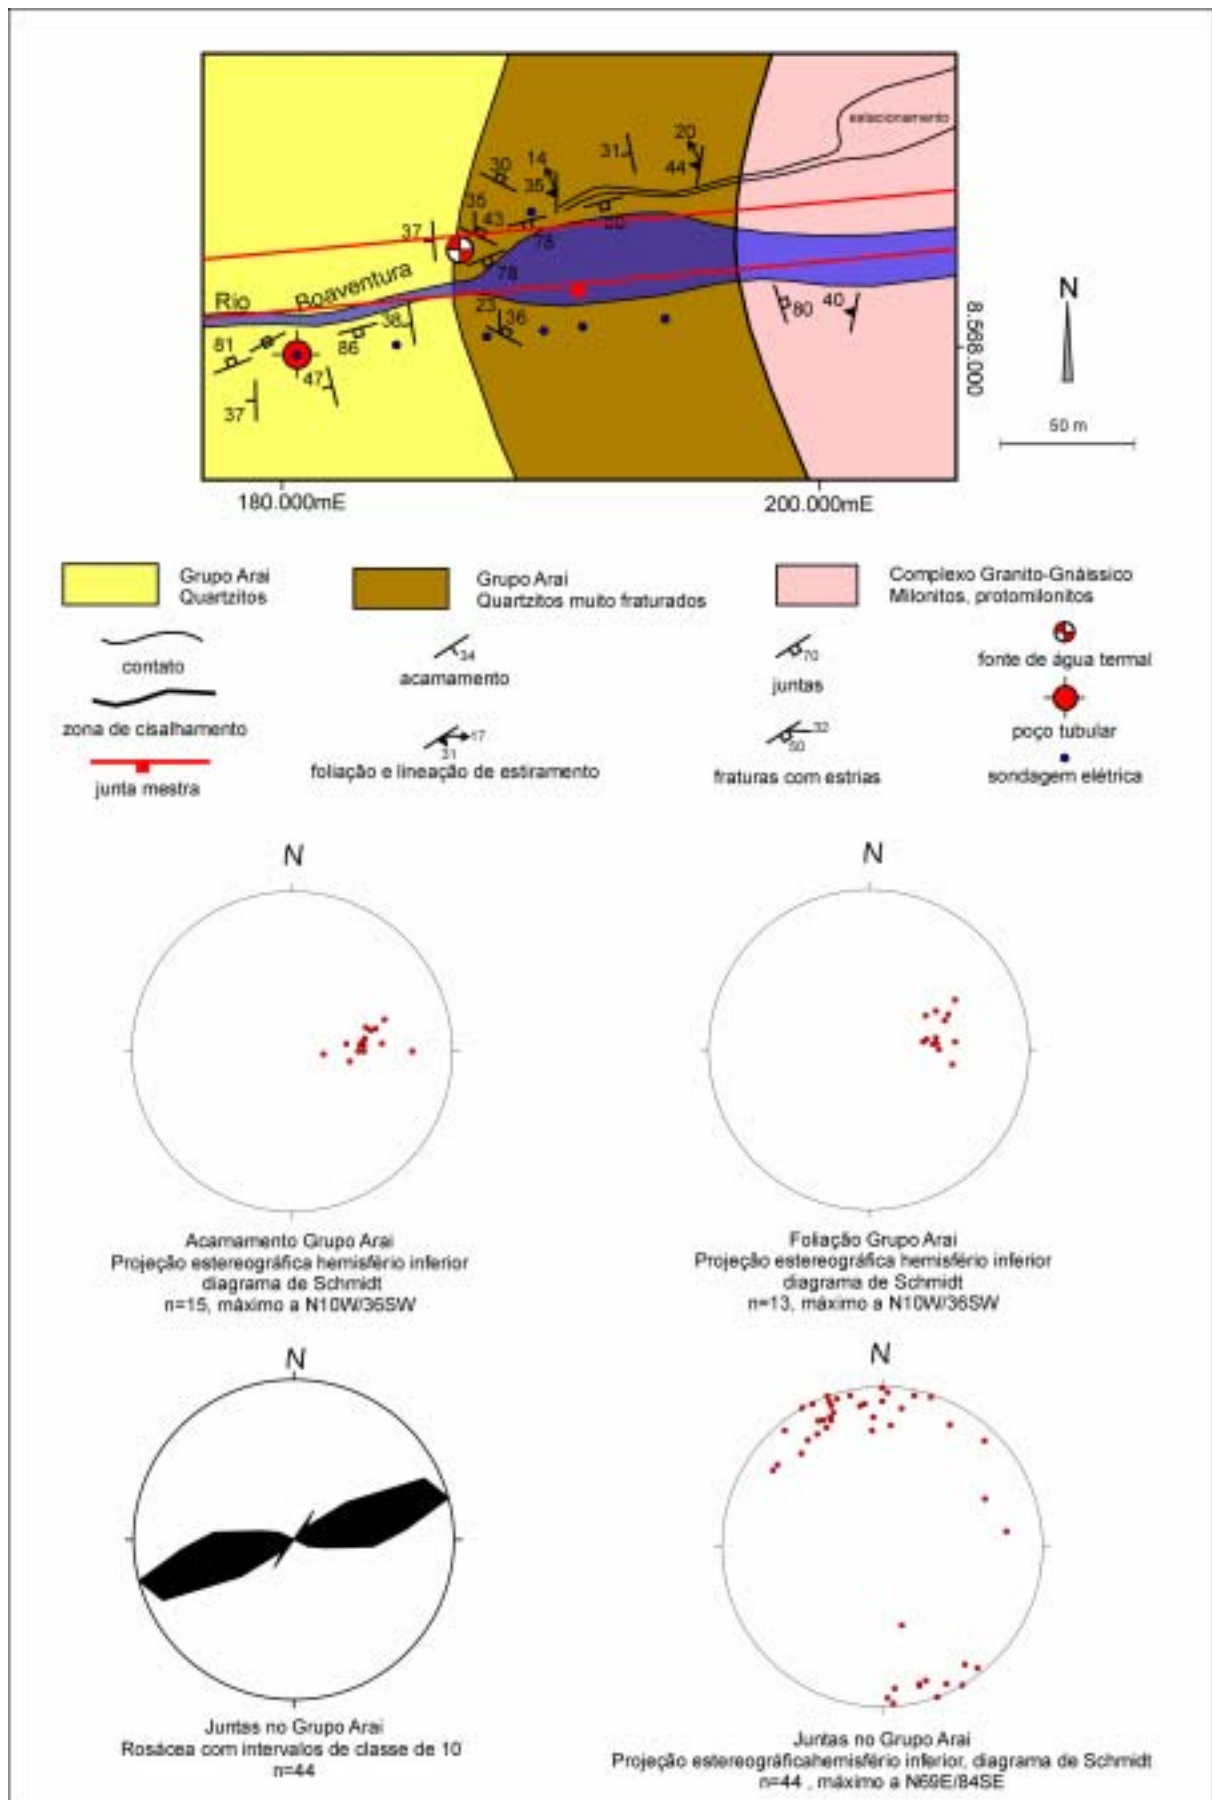 estacionamento
20
31
44
14
30
35
35
43
37
78
20
78
Boaventura
Rio
23
38
36
86
81
47
37
80
40
N
8.568.000
50 m
180.000mE
200.000mE
Grupo Arai
Quartzitos
Grupo Arai
Quartzitos muito fraturados
Complexo Granito-Gnáissico
Milonitos, protomilonitos
contato
34
acamamento
70
juntas
fonte de água termal
zona de cisalhamento
17
31
foliação e lineação de estiramento
32
50
fraturas com estrias
poço tubular
junta mestra
sondagem elétrica
N
N
Acamamento Grupo Arai
Projeção estereográfica hemisfério inferior
diagrama de Schmidt
n=15, máximo a N10W/36SW
Foliação Grupo Arai
Projeção estereográfica hemisfério inferior
diagrama de Schmidt
n=13, máximo a N10W/36SW
N
N
Juntas no Grupo Arai
Rosácea com intervalos de classe de 10
n=44
Juntas no Grupo Arai
Projeção estereográficahemisfério inferior, diagrama de Schmidt
n=44 , máximo a N69E/84SE